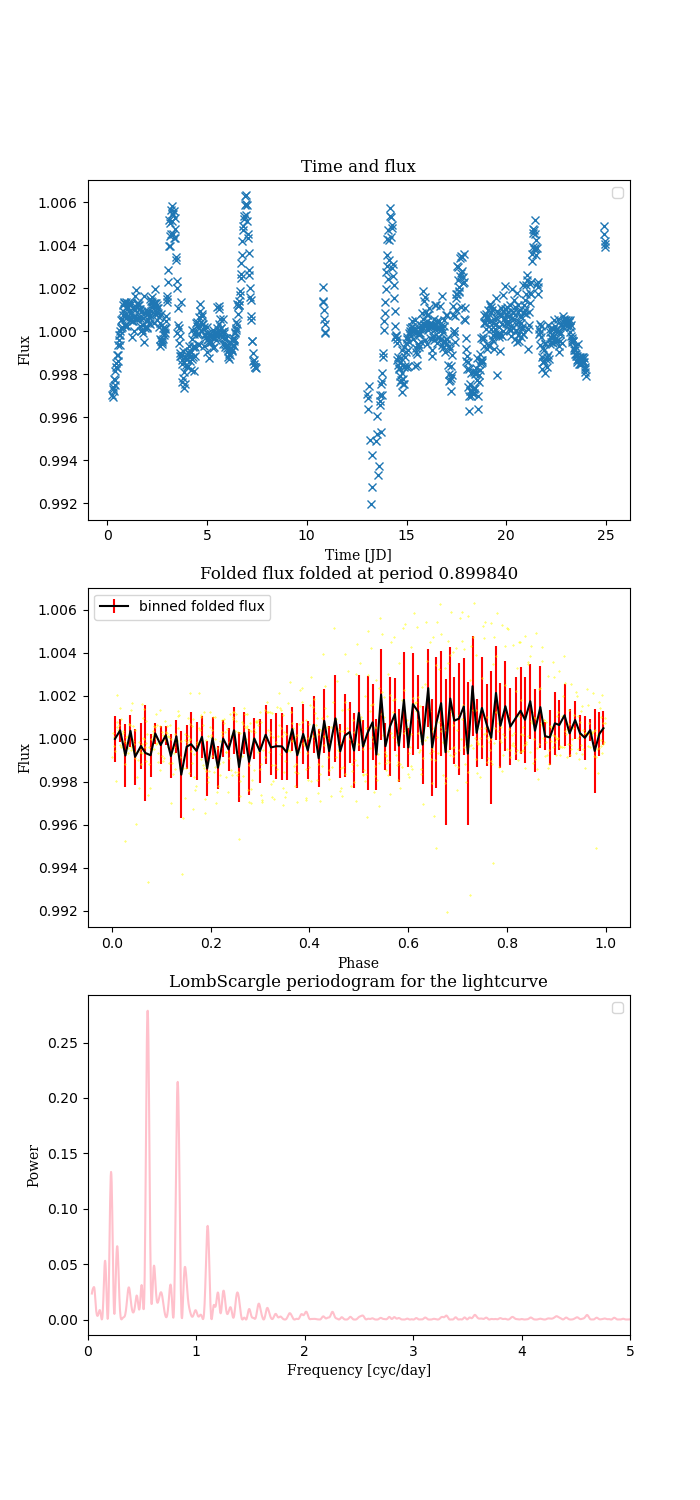 Time and flux
1.006
1.004
1.002
1.000
0.998
0.996
0.994
0.992
Flux
0 5 10 15 20 25
Time [JD]
Folded flux folded at period 0.899840
binned folded flux
1.006
1.004
1.002
1.000
0.998
0.996
0.994
0.992
Flux
0.0 0.2 0.4 0.6 0.8 1.0
Phase
LombScargle periodogram for the lightcurve
0.25
0.20
0.15
0.10
0.05
0.00
Power
0 1 2 3 4 5
Frequency [cyc/day]